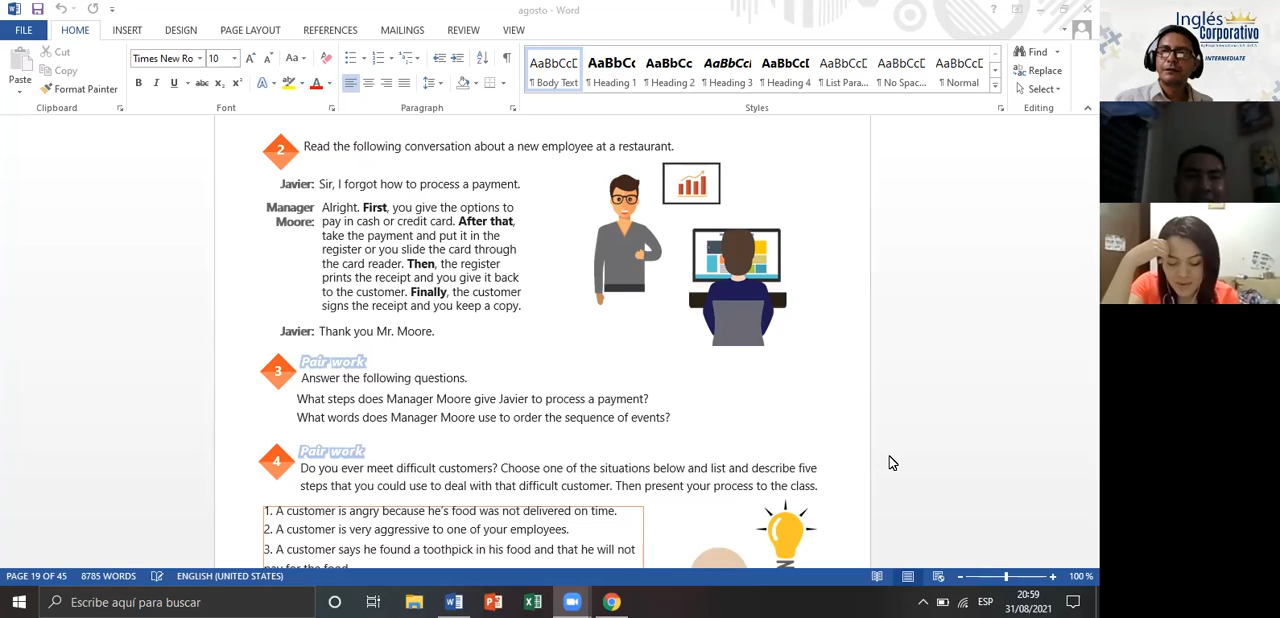 agosto - Word
?
FILE HOME INSERT DESIGN PAGE LAYOUT REFERENCES MAILINGS REVIEW VIEW
Paste
Cut
Copy
Format Painter
Clipboard
Times New Ro 10
Aa
B I U abc x₂ x²
A A
Font
Paragraph
AaBbCcD AaBbCc AaBbCc AaBbCcI AaBbCcD AaBbCcD AaBbCcD AaBbCcD
¶ Body Text ¶ Heading 1 ¶ Heading 2 ¶ Heading 3 ¶ Heading 4 ¶ List Para... ¶ No Spac... ¶ Normal
Styles
Find
Replace
Select
Editing
2 Read the following conversation about a new employee at a restaurant.
Javier: Sir, I forgot how to process a payment.
Manager Alright. First, you give the options to
Moore: pay in cash or credit card. After that,
take the payment and put it in the
register or you slide the card through
the card reader. Then, the register
prints the receipt and you give it back
to the customer. Finally, the customer
signs the receipt and you keep a copy.
Javier: Thank you Mr. Moore.
3 Pair work
Answer the following questions.
What steps does Manager Moore give Javier to process a payment?
What words does Manager Moore use to order the sequence of events?
4 Pair work
Do you ever meet difficult customers? Choose one of the situations below and list and describe five
steps that you could use to deal with that difficult customer. Then present your process to the class.
1. A customer is angry because he's food was not delivered on time.
2. A customer is very aggressive to one of your employees.
3. A customer says he found a toothpick in his food and that he will not
pay for the food.
PAGE 19 OF 45 8785 WORDS ENGLISH (UNITED STATES) 100 %
Escribe aquí para buscar
ESP
20:59
31/08/2021
Inglés
Corporativo
INTERMEDIATE